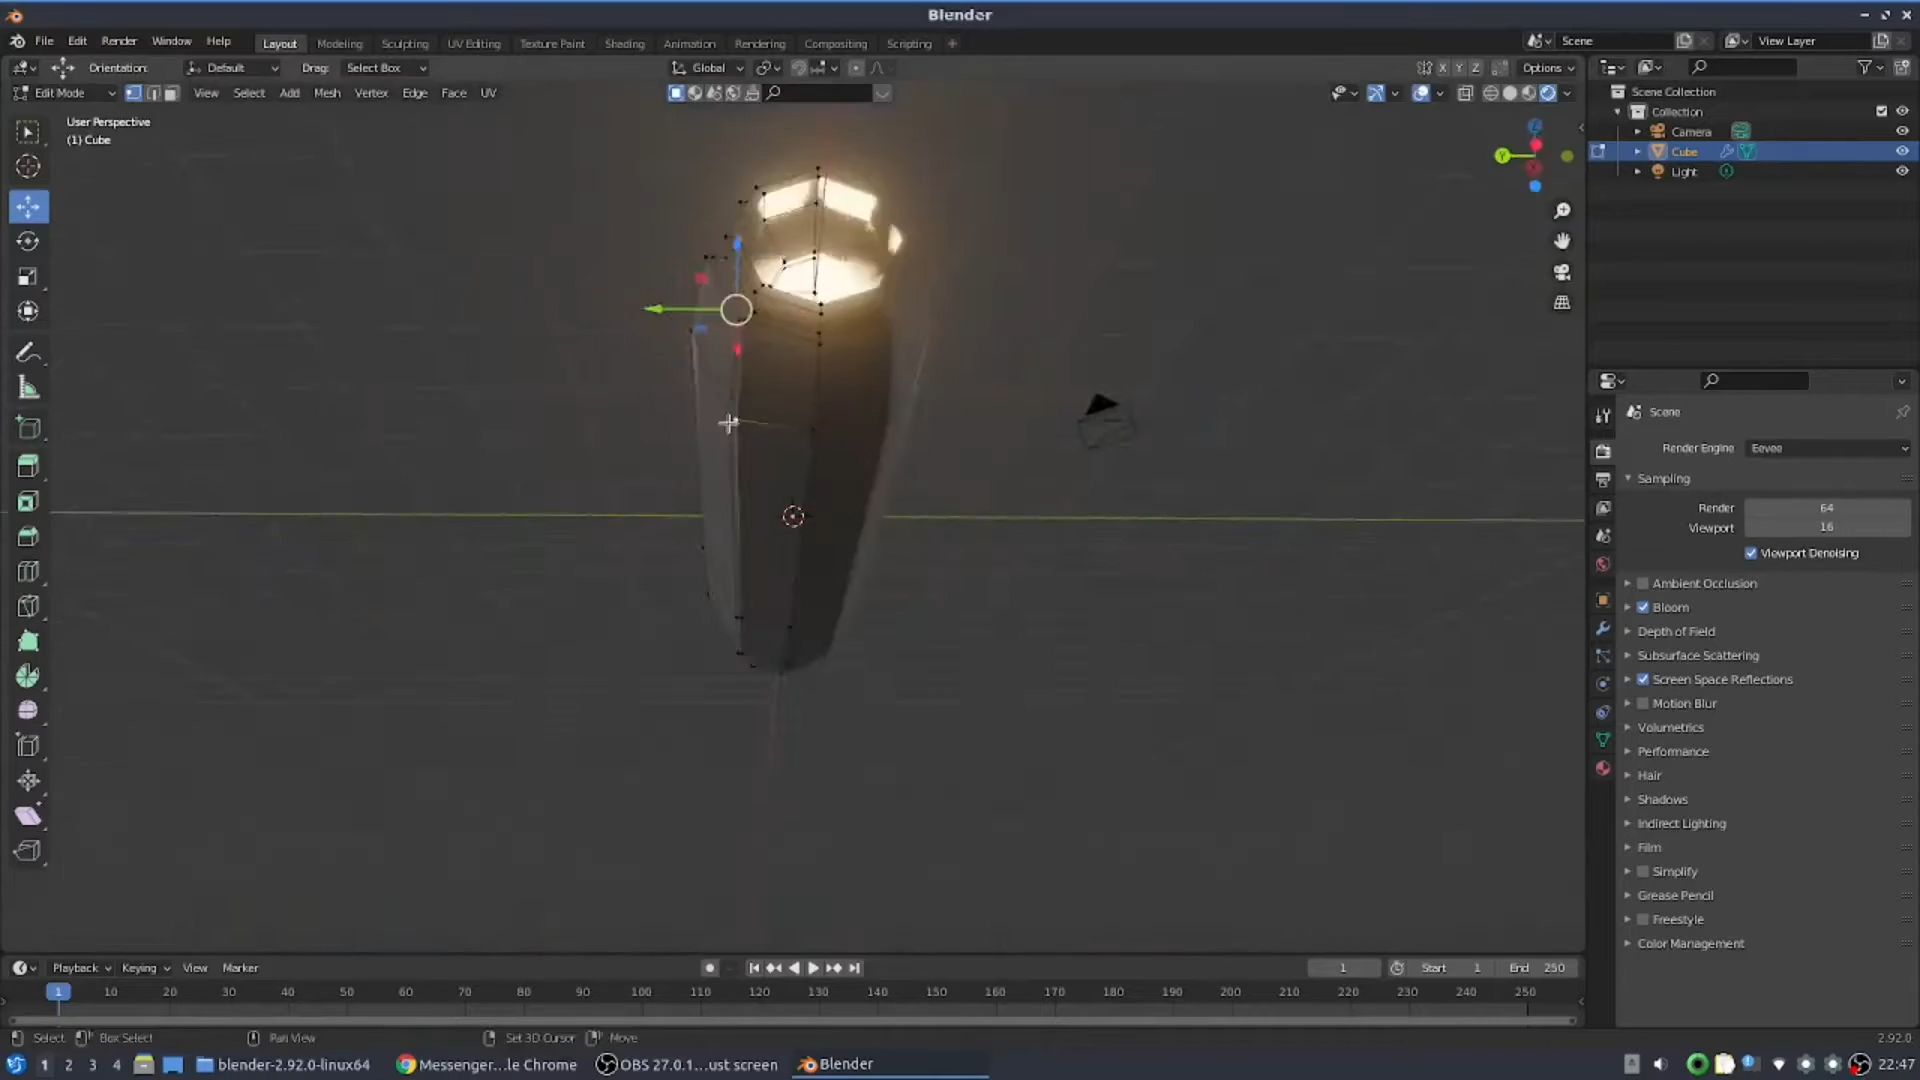 Blender
File Edit Render Window Help
Layout Modeling Sculpting UV Editing Texture Paint Shading Animation Rendering Compositing Scripting +
Scene
View Layer
Orientation: Default Drag: Select Box
Global
X Y Z Options
Edit Mode View Select Add Mesh Vertex Edge Face UV
User Perspective
(1) Cube
Scene Collection
Collection
Camera
Cube
Light
Y
Scene
Render Engine Eevee
Sampling
Render 64
Viewport 16
Viewport Denoising
Ambient Occlusion
Bloom
Depth of Field
Subsurface Scattering
Screen Space Reflections
Motion Blur
Volumetrics
Performance
Hair
Shadows
Indirect Lighting
Film
Simplify
Grease Pencil
Freestyle
Color Management
Playback Keying View Marker
1 Start 1 End 250
1 10 20 30 40 50 60 70 80 90 100 110 120 130 140 150 160 170 180 190 200 210 220 230 240 250
Select Box Select Pan View Set 3D Cursor Move 2.92.0
1 2 3 4 blender-2.92.0-linux64 Messenger...le Chrome OBS 27.0.1...ust screen Blender 22:47